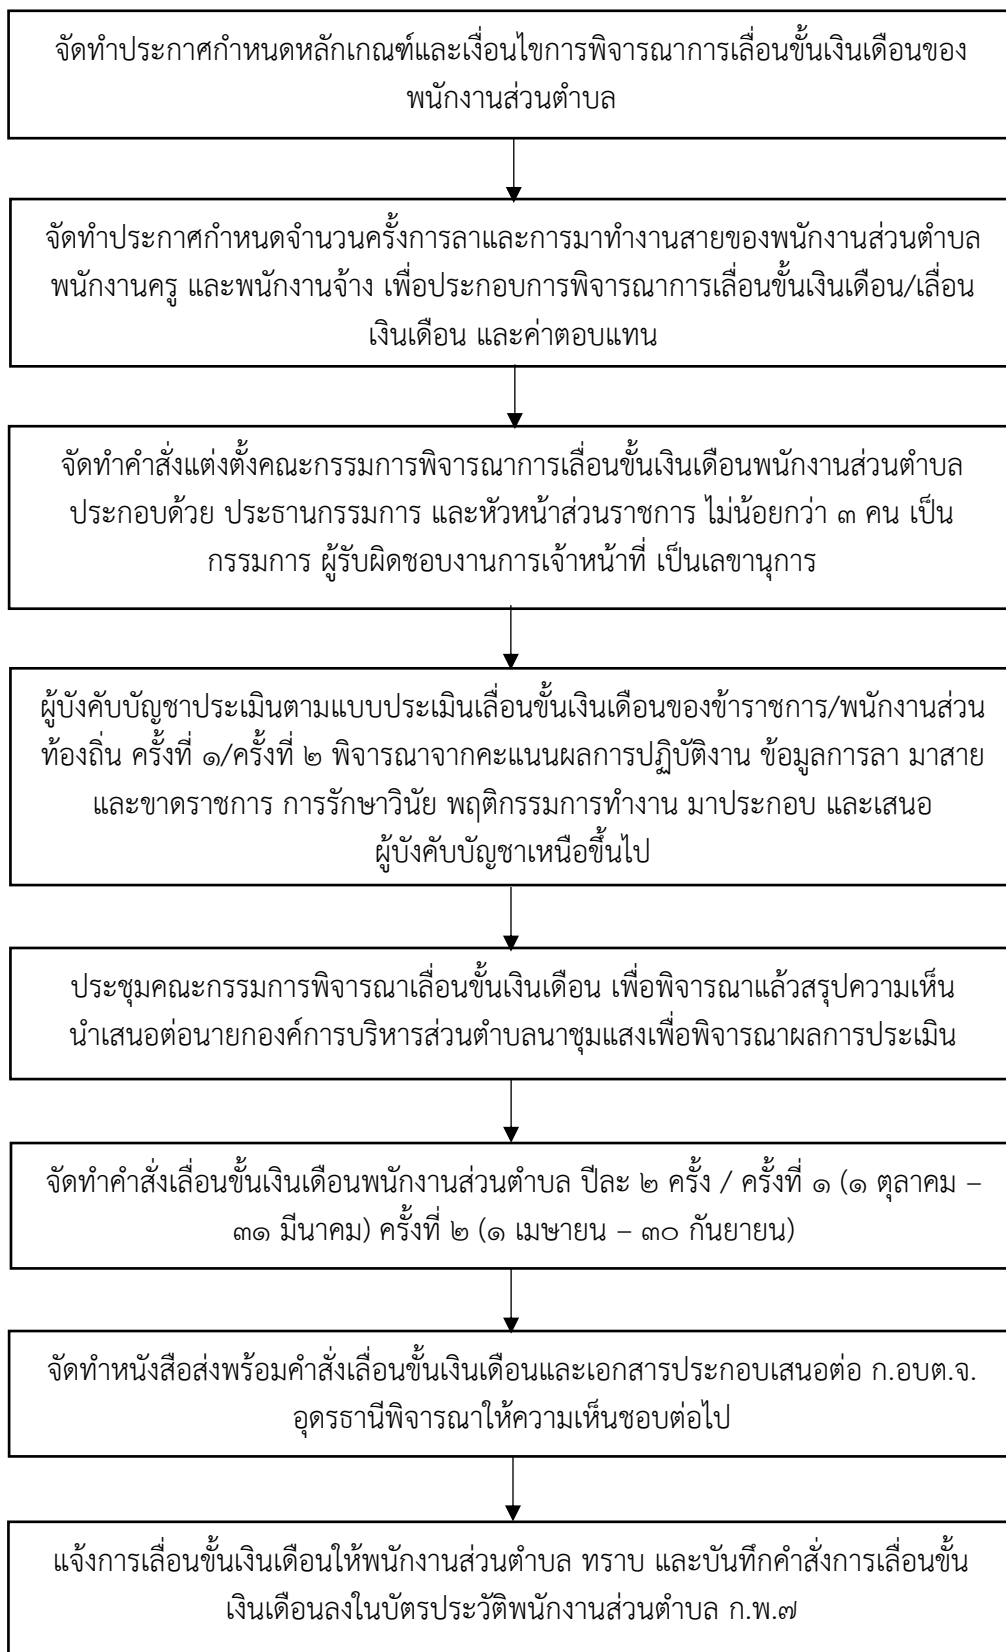 จัดทำประกาศกำหนดหลักเกณฑ์และเงื่อนไขการพิจารณาการเลื่อนขั้นเงินเดือนของ
พนักงานส่วนตำบล
จัดทำประกาศกำหนดจำนวนครั้งการลาและการมาทำงานสายของพนักงานส่วนตำบล
พนักงานครู และพนักงานจ้าง เพื่อประกอบการพิจารณาการเลื่อนขั้นเงินเดือน/เลื่อน
เงินเดือน และค่าตอบแทน
จัดทำคำสั่งแต่งตั้งคณะกรรมการพิจารณาการเลื่อนขั้นเงินเดือนพนักงานส่วนตำบล
ประกอบด้วย ประธานกรรมการ และหัวหน้าส่วนราชการ ไม่น้อยกว่า ๓ คน เป็น
กรรมการ ผู้รับผิดชอบงานการเจ้าหน้าที่ เป็นเลขานุการ
ผู้บังคับบัญชาประเมินตามแบบประเมินเลื่อนขั้นเงินเดือนของข้าราชการ/พนักงานส่วน
ท้องถิ่น ครั้งที่ ๑/ครั้งที่ ๒ พิจารณาจากคะแนนผลการปฏิบัติงาน ข้อมูลการลา มาสาย
และขาดราชการ การรักษาวินัย พฤติกรรมการทำงาน มาประกอบ และเสนอ
ผู้บังคับบัญชาเหนือขึ้นไป
ประชุมคณะกรรมการพิจารณาเลื่อนขั้นเงินเดือน เพื่อพิจารณาแล้วสรุปความเห็น
นำเสนอต่อนายกองค์การบริหารส่วนตำบลนาชุมแสงเพื่อพิจารณาผลการประเมิน
จัดทำคำสั่งเลื่อนขั้นเงินเดือนพนักงานส่วนตำบล ปีละ ๒ ครั้ง / ครั้งที่ ๑ (๑ ตุลาคม –
๓๑ มีนาคม) ครั้งที่ ๒ (๑ เมษายน – ๓๐ กันยายน)
จัดทำหนังสือส่งพร้อมคำสั่งเลื่อนขั้นเงินเดือนและเอกสารประกอบเสนอต่อ ก.อบต.จ.
อุดรธานีพิจารณาให้ความเห็นชอบต่อไป
แจ้งการเลื่อนขั้นเงินเดือนให้พนักงานส่วนตำบล ทราบ และบันทึกคำสั่งการเลื่อนขั้น
เงินเดือนลงในบัตรประวัติพนักงานส่วนตำบล ก.พ.๗